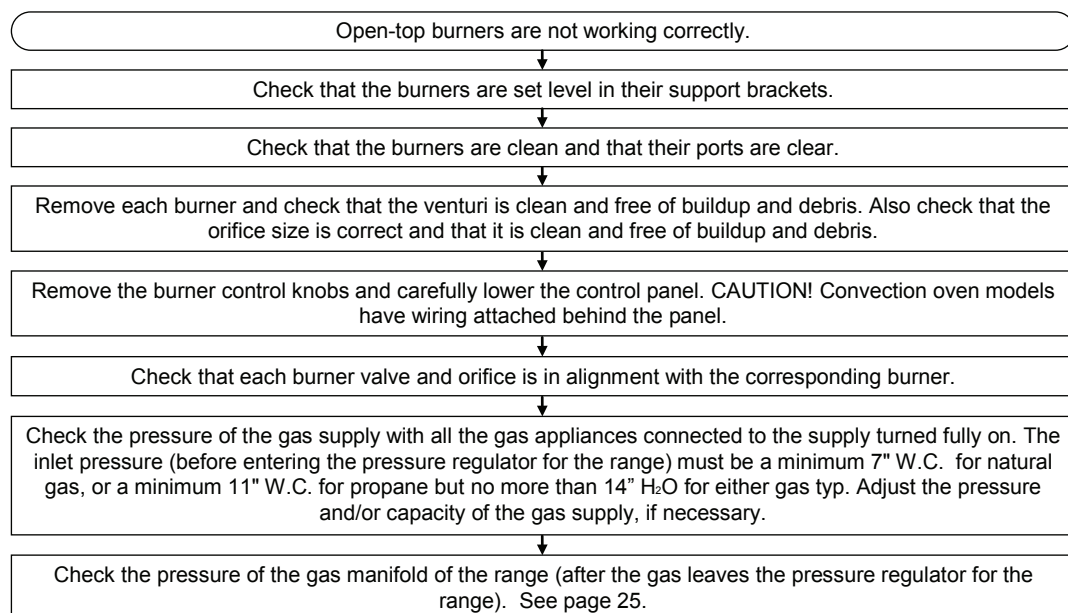 Open-top burners are not working correctly.
Check that the burners are set level in their support brackets.
Check that the burners are clean and that their ports are clear.
Remove each burner and check that the venturi is clean and free of buildup and debris. Also check that the
orifice size is correct and that it is clean and free of buildup and debris.
Remove the burner control knobs and carefully lower the control panel. CAUTION! Convection oven models
have wiring attached behind the panel.
Check that each burner valve and orifice is in alignment with the corresponding burner.
Check the pressure of the gas supply with all the gas appliances connected to the supply turned fully on. The
inlet pressure (before entering the pressure regulator for the range) must be a minimum 7" W.C. for natural
gas, or a minimum 11" W.C. for propane but no more than 14” H₂O for either gas typ. Adjust the pressure
and/or capacity of the gas supply, if necessary.
Check the pressure of the gas manifold of the range (after the gas leaves the pressure regulator for the
range). See page 25.